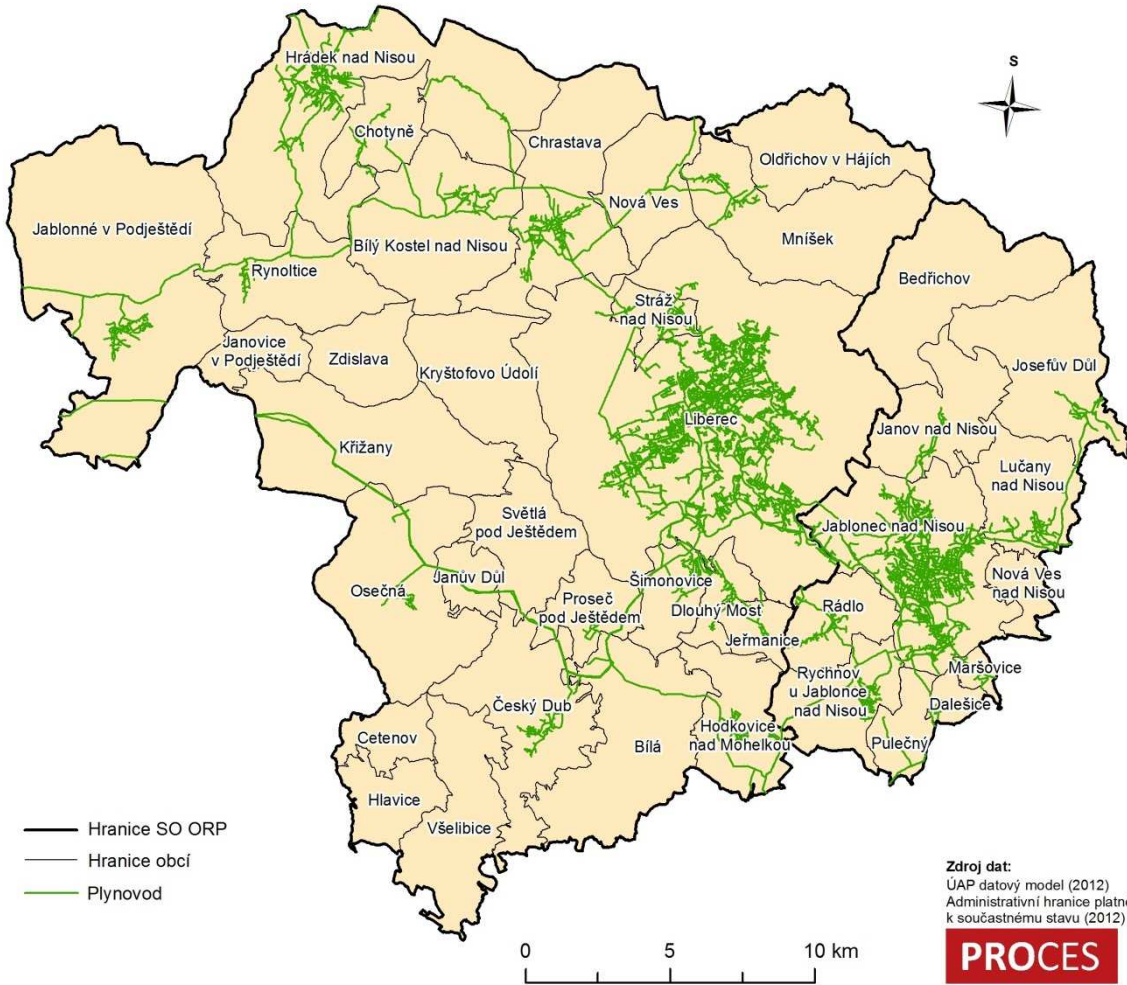 Hrádek nad Nisou
S
Chotyně
Chrastava
Oldřichov v Hájích
Jablonné v Podještědí
Nová Ves
Bílý Kostel nad Nisou
Mníšek
Rynoltice
Bedřichov
Stráž
nad Nisou
Janovice
v Podještědí
Zdislava
Kryštofovo Údolí
Josefův Důl
Liberec
Janov nad Nisou
Křižany
Lučany
nad Nisou
Světlá
pod Ještědem
Jablonec nad Nisou
Osečná
Janův Důl
Šimonovice
Nová Ves
nad Nisou
Proseč
pod Ještědem
Dlouhý Most
Rádlo
Jeřmanice
Maršovice
Rychnov
u Jablonce
nad Nisou
Dalešice
Český Dub
Cetenov
Bílá
Hodkovice
nad Mohelkou
Pulečný
Hlavice
Všelibice
Hranice SO ORP
Hranice obcí
Plynovod
0 5 10 km
Zdroj dat:
ÚAP datový model (2012)
Administrativní hranice platné
k součastnému stavu (2012)
PROCES